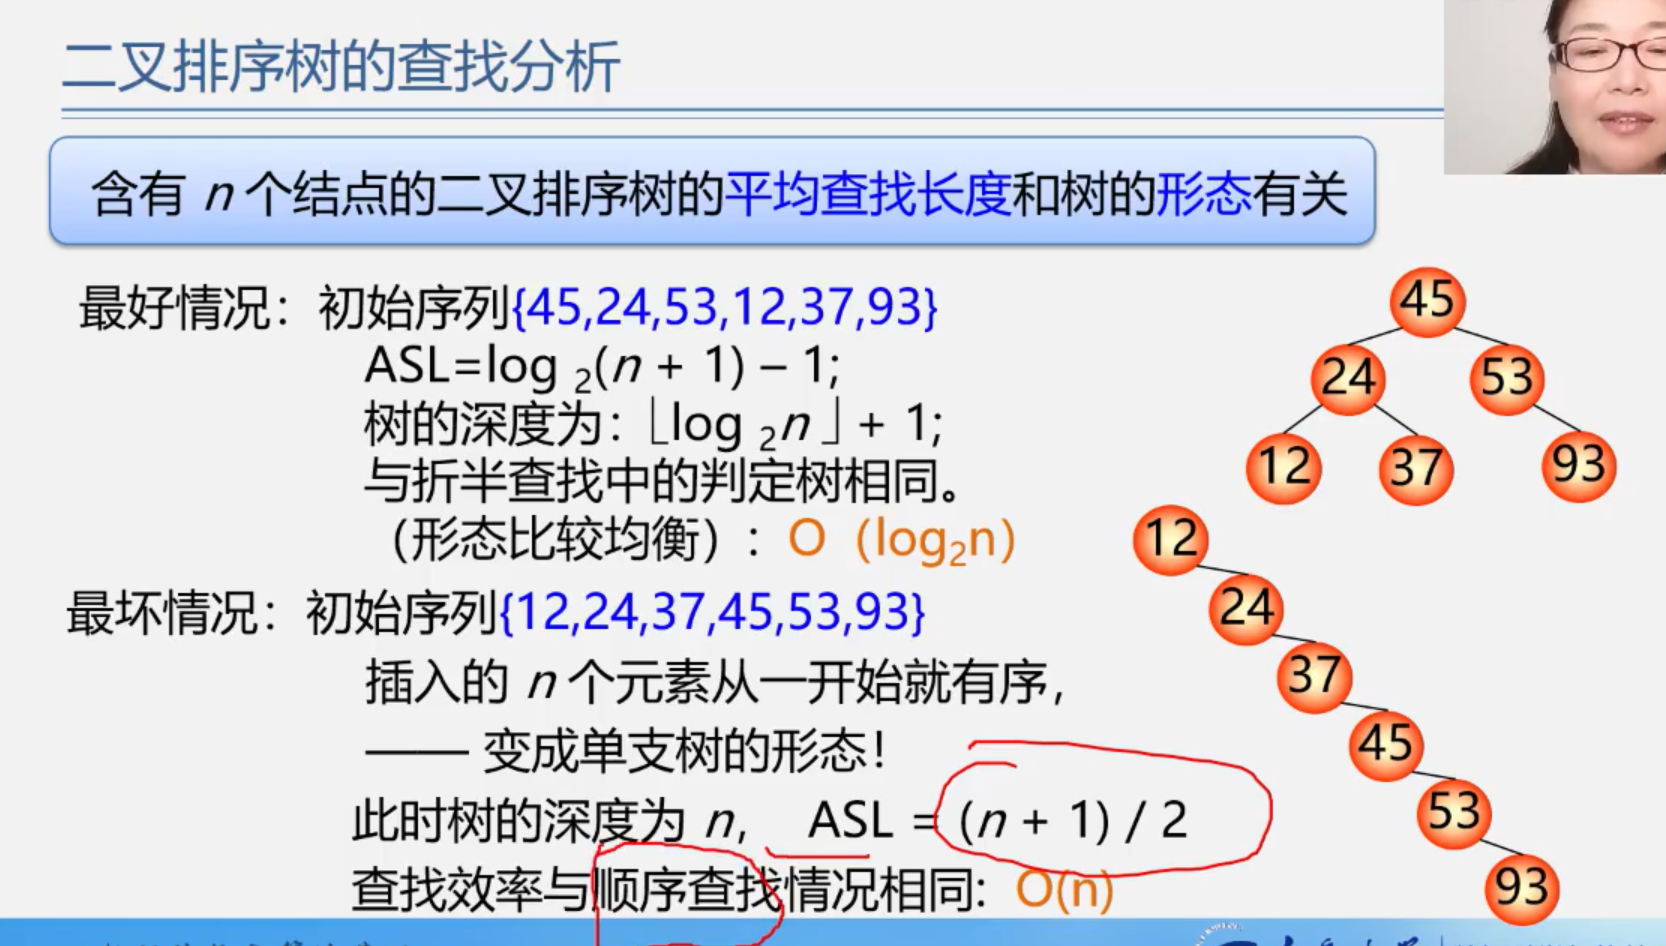 二叉排序树的查找分析
含有 n 个结点的二叉排序树的平均查找长度和树的形态有关
最好情况：初始序列{45,24,53,12,37,93}
ASL=log ₂(n + 1) – 1;
树的深度为：⌊log ₂n ⌋ + 1;
与折半查找中的判定树相同。
（形态比较均衡）：O（log₂n）
最坏情况：初始序列{12,24,37,45,53,93}
插入的 n 个元素从一开始就有序，
—— 变成单支树的形态！
此时树的深度为 n， ASL = (n + 1) / 2
查找效率与顺序查找情况相同: O(n)
45
24 53
12 37 93
12
24
37
45
53
93